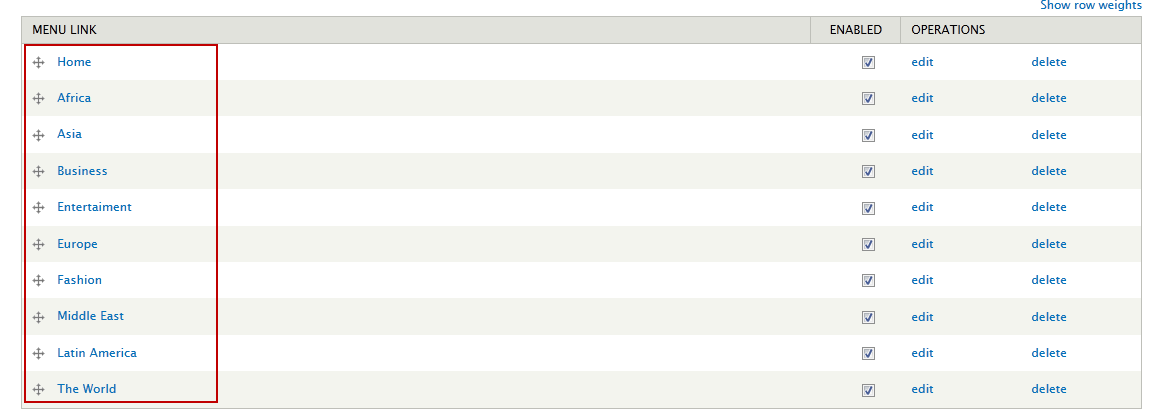 Show row weights
MENU LINK ENABLED OPERATIONS
Home edit delete
Africa edit delete
Asia edit delete
Business edit delete
Entertaiment edit delete
Europe edit delete
Fashion edit delete
Middle East edit delete
Latin America edit delete
The World edit delete